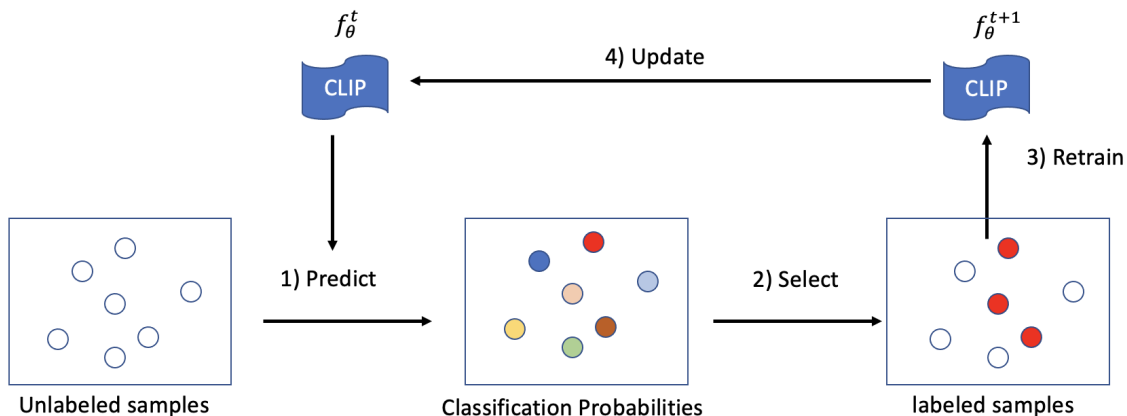 f_θ^t
f_θ^{t+1}
4) Update
CLIP
CLIP
3) Retrain
1) Predict
2) Select
Unlabeled samples
Classification Probabilities
labeled samples